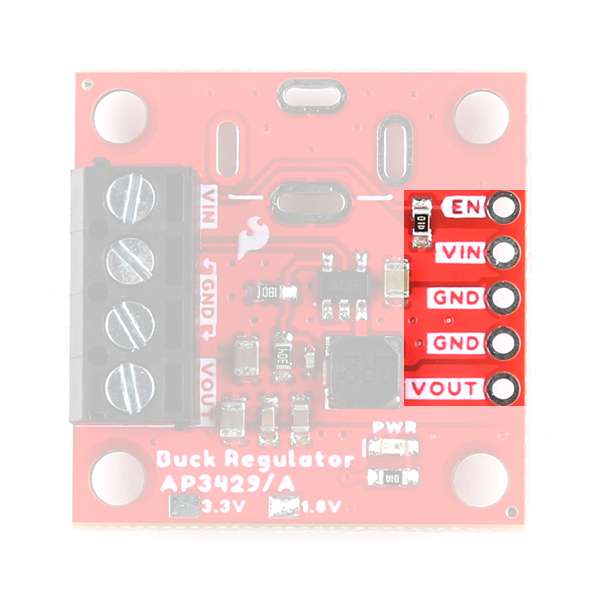 EN
VIN
GND
GND
VOUT
VIN
GND
VOUT
PWR
Buck Regulator
AP3429/A
3.3V
1.8V